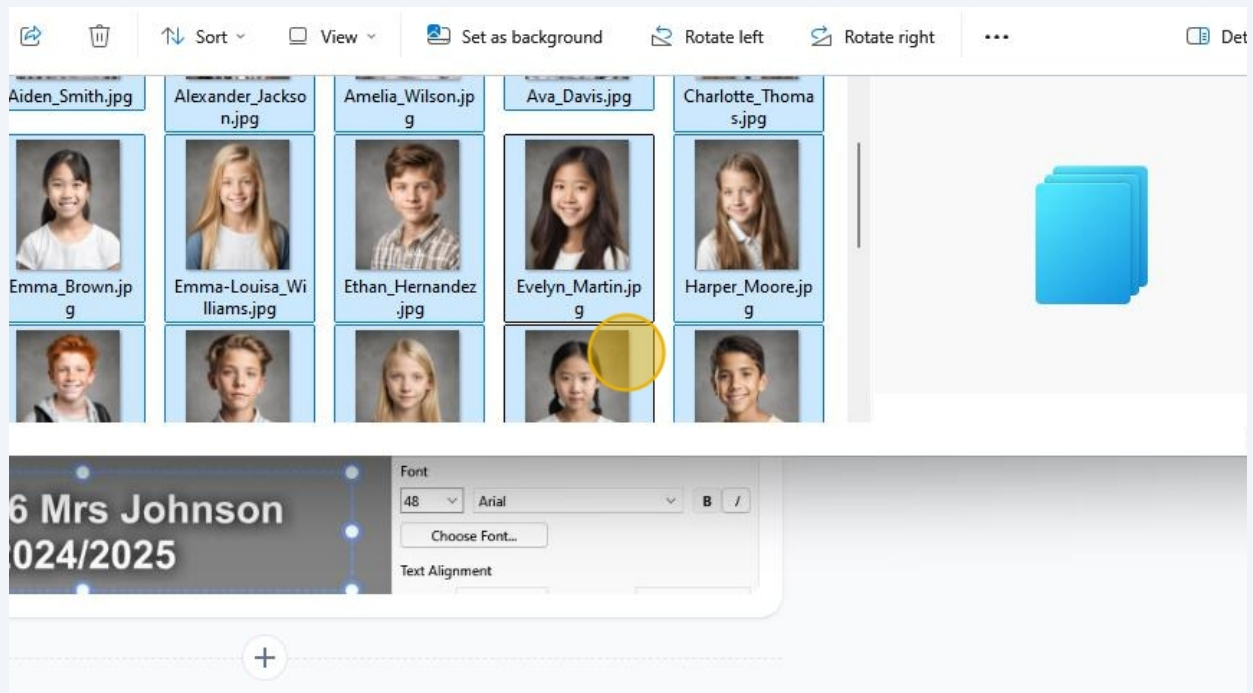 Sort
View
Set as background
Rotate left
Rotate right
...
Det
Aiden_Smith.jpg
Alexander_Jackso
n.jpg
Amelia_Wilson.jp
g
Ava_Davis.jpg
Charlotte_Thoma
s.jpg
Emma_Brown.jp
g
Emma-Louisa_Wi
lliams.jpg
Ethan_Hernandez
.jpg
Evelyn_Martin.jp
g
Harper_Moore.jp
g
6 Mrs Johnson
024/2025
Font
48
Arial
B
I
Choose Font...
Text Alignment